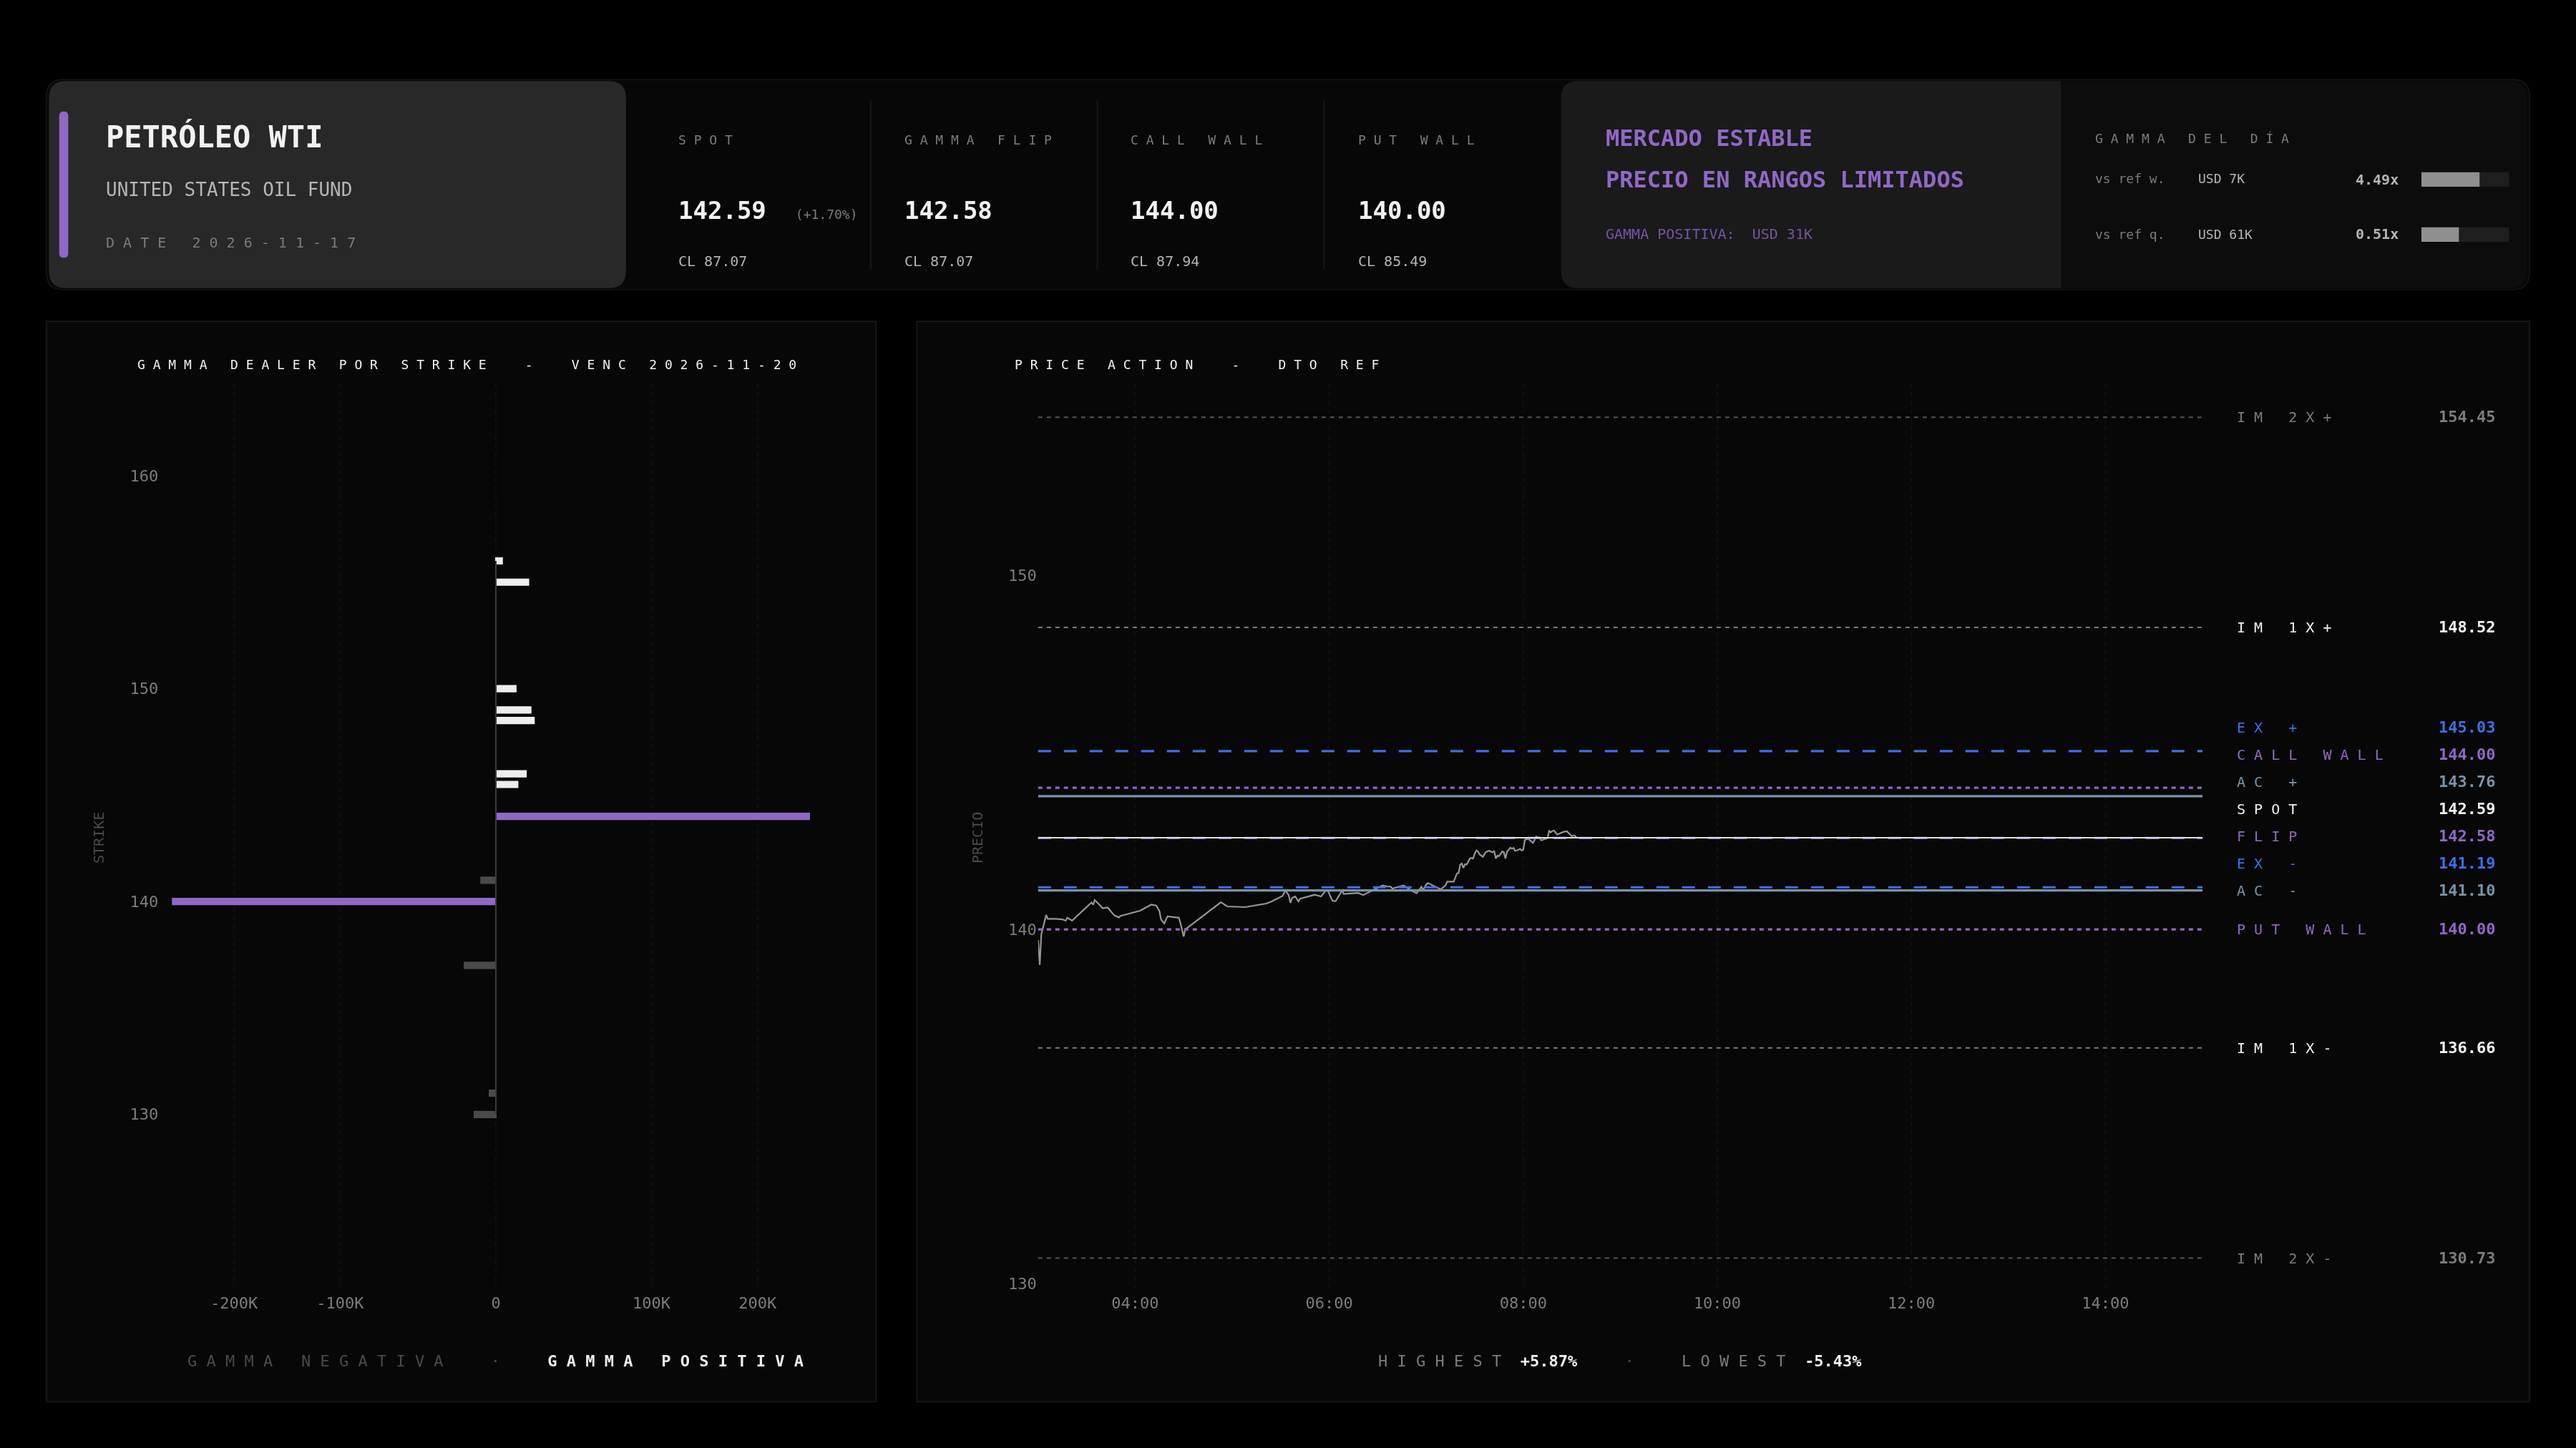 PETRÓLEO WTI
UNITED STATES OIL FUND
DATE 2026-11-17
SPOT
142.59 (+1.70%)
CL 87.07
GAMMA FLIP
142.58
CL 87.07
CALL WALL
144.00
CL 87.94
PUT WALL
140.00
CL 85.49
MERCADO ESTABLE
PRECIO EN RANGOS LIMITADOS
GAMMA POSITIVA: USD 31K
GAMMA DEL DÍA
vs ref w. USD 7K 4.49x
vs ref q. USD 61K 0.51x
GAMMA DEALER POR STRIKE - VENC 2026-11-20
160
150
140
130
STRIKE
-200K -100K 0 100K 200K
GAMMA NEGATIVA · GAMMA POSITIVA
PRICE ACTION - DTO REF
150
140
130
PRECIO
IM 2X+ 154.45
IM 1X+ 148.52
EX + 145.03
CALL WALL 144.00
AC + 143.76
SPOT 142.59
FLIP 142.58
EX - 141.19
AC - 141.10
PUT WALL 140.00
IM 1X- 136.66
IM 2X- 130.73
04:00 06:00 08:00 10:00 12:00 14:00
HIGHEST +5.87% · LOWEST -5.43%